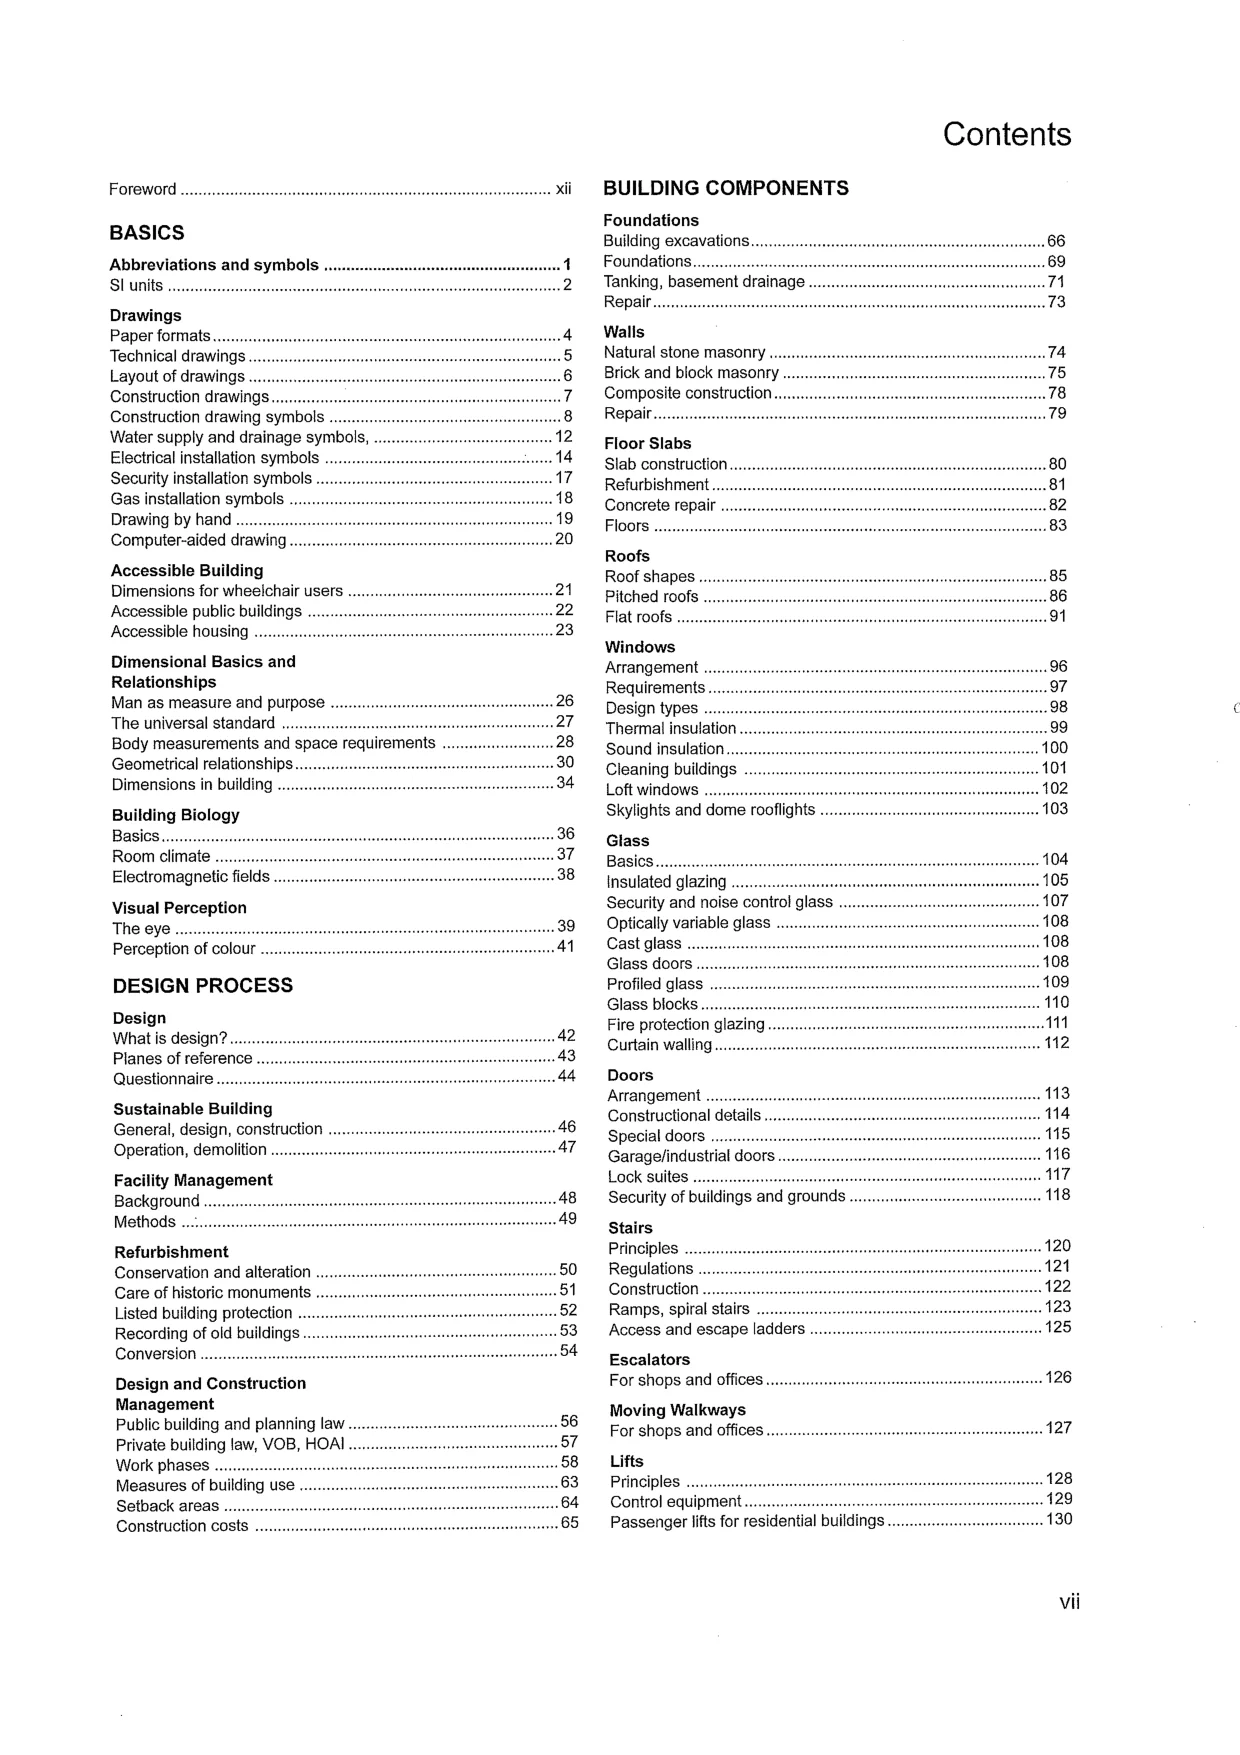 Contents
Foreword ........ xii
BASICS
Abbreviations and symbols ........ 1
SI units ........ 2
Drawings
Paper formats ........ 4
Technical drawings ........ 5
Layout of drawings ........ 6
Construction drawings ........ 7
Construction drawing symbols ........ 8
Water supply and drainage symbols, ........ 12
Electrical installation symbols ........ 14
Security installation symbols ........ 17
Gas installation symbols ........ 18
Drawing by hand ........ 19
Computer-aided drawing ........ 20
Accessible Building
Dimensions for wheelchair users ........ 21
Accessible public buildings ........ 22
Accessible housing ........ 23
Dimensional Basics and
Relationships
Man as measure and purpose ........ 26
The universal standard ........ 27
Body measurements and space requirements ........ 28
Geometrical relationships ........ 30
Dimensions in building ........ 34
Building Biology
Basics ........ 36
Room climate ........ 37
Electromagnetic fields ........ 38
Visual Perception
The eye ........ 39
Perception of colour ........ 41
DESIGN PROCESS
Design
What is design? ........ 42
Planes of reference ........ 43
Questionnaire ........ 44
Sustainable Building
General, design, construction ........ 46
Operation, demolition ........ 47
Facility Management
Background ........ 48
Methods ........ 49
Refurbishment
Conservation and alteration ........ 50
Care of historic monuments ........ 51
Listed building protection ........ 52
Recording of old buildings ........ 53
Conversion ........ 54
Design and Construction
Management
Public building and planning law ........ 56
Private building law, VOB, HOAI ........ 57
Work phases ........ 58
Measures of building use ........ 63
Setback areas ........ 64
Construction costs ........ 65
BUILDING COMPONENTS
Foundations
Building excavations ........ 66
Foundations ........ 69
Tanking, basement drainage ........ 71
Repair ........ 73
Walls
Natural stone masonry ........ 74
Brick and block masonry ........ 75
Composite construction ........ 78
Repair ........ 79
Floor Slabs
Slab construction ........ 80
Refurbishment ........ 81
Concrete repair ........ 82
Floors ........ 83
Roofs
Roof shapes ........ 85
Pitched roofs ........ 86
Flat roofs ........ 91
Windows
Arrangement ........ 96
Requirements ........ 97
Design types ........ 98
Thermal insulation ........ 99
Sound insulation ........ 100
Cleaning buildings ........ 101
Loft windows ........ 102
Skylights and dome rooflights ........ 103
Glass
Basics ........ 104
Insulated glazing ........ 105
Security and noise control glass ........ 107
Optically variable glass ........ 108
Cast glass ........ 108
Glass doors ........ 108
Profiled glass ........ 109
Glass blocks ........ 110
Fire protection glazing ........ 111
Curtain walling ........ 112
Doors
Arrangement ........ 113
Constructional details ........ 114
Special doors ........ 115
Garage/industrial doors ........ 116
Lock suites ........ 117
Security of buildings and grounds ........ 118
Stairs
Principles ........ 120
Regulations ........ 121
Construction ........ 122
Ramps, spiral stairs ........ 123
Access and escape ladders ........ 125
Escalators
For shops and offices ........ 126
Moving Walkways
For shops and offices ........ 127
Lifts
Principles ........ 128
Control equipment ........ 129
Passenger lifts for residential buildings ........ 130
vii